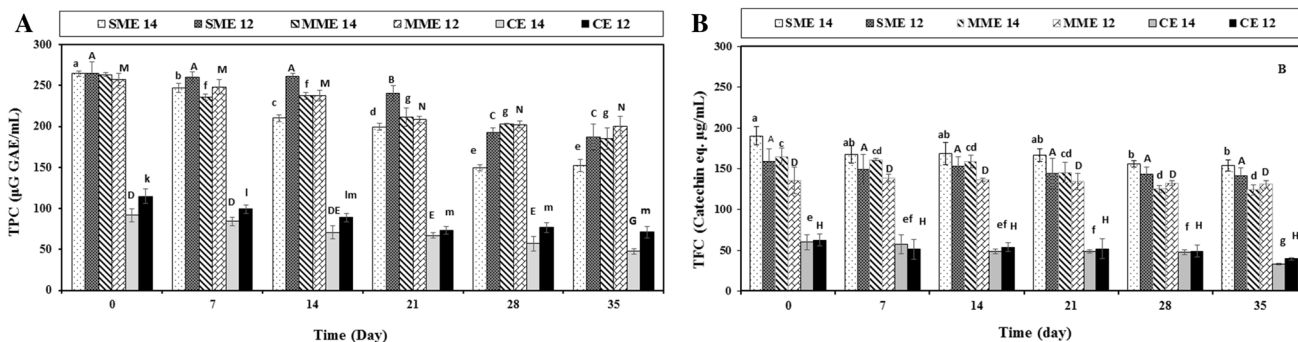 A
SME 14 SME 12 MME 14 MME 12 CE 14 CE 12
300
250
200
150
100
50
0
TPC (µG GAE/mL)
a A M
b A f M
c A f M
d B g N
e C g N
e C g N
D k
D l
DE lm
E m
E m
G m
0 7 14 21 28 35
Time (Day)
B
SME 14 SME 12 MME 14 MME 12 CE 14 CE 12
B
300
250
200
150
100
50
0
TFC (Catechin eq. µg/mL)
a A c D
ab A cd D
ab A cd D
ab A cd D
b A d D
b A d D
e H
ef H
ef H
f H
f H
g H
0 7 14 21 28 35
Time (day)